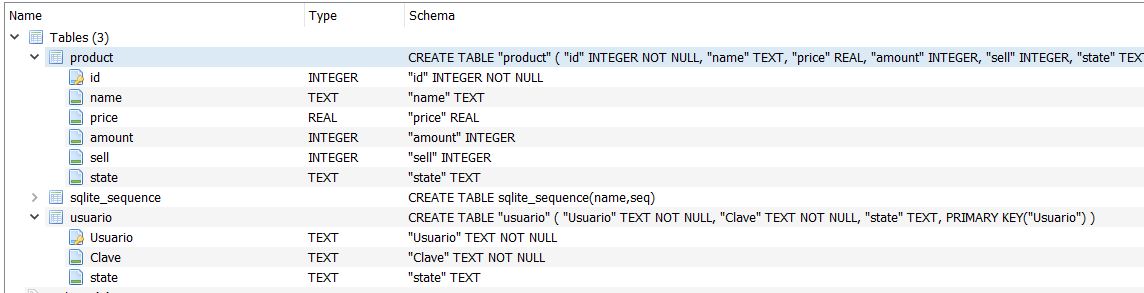 Name Type Schema
Tables (3)
product CREATE TABLE "product" ( "id" INTEGER NOT NULL, "name" TEXT, "price" REAL, "amount" INTEGER, "sell" INTEGER, "state" TEXT
id INTEGER "id" INTEGER NOT NULL
name TEXT "name" TEXT
price REAL "price" REAL
amount INTEGER "amount" INTEGER
sell INTEGER "sell" INTEGER
state TEXT "state" TEXT
sqlite_sequence CREATE TABLE sqlite_sequence(name,seq)
usuario CREATE TABLE "usuario" ( "Usuario" TEXT NOT NULL, "Clave" TEXT NOT NULL, "state" TEXT, PRIMARY KEY("Usuario") )
Usuario TEXT "Usuario" TEXT NOT NULL
Clave TEXT "Clave" TEXT NOT NULL
state TEXT "state" TEXT